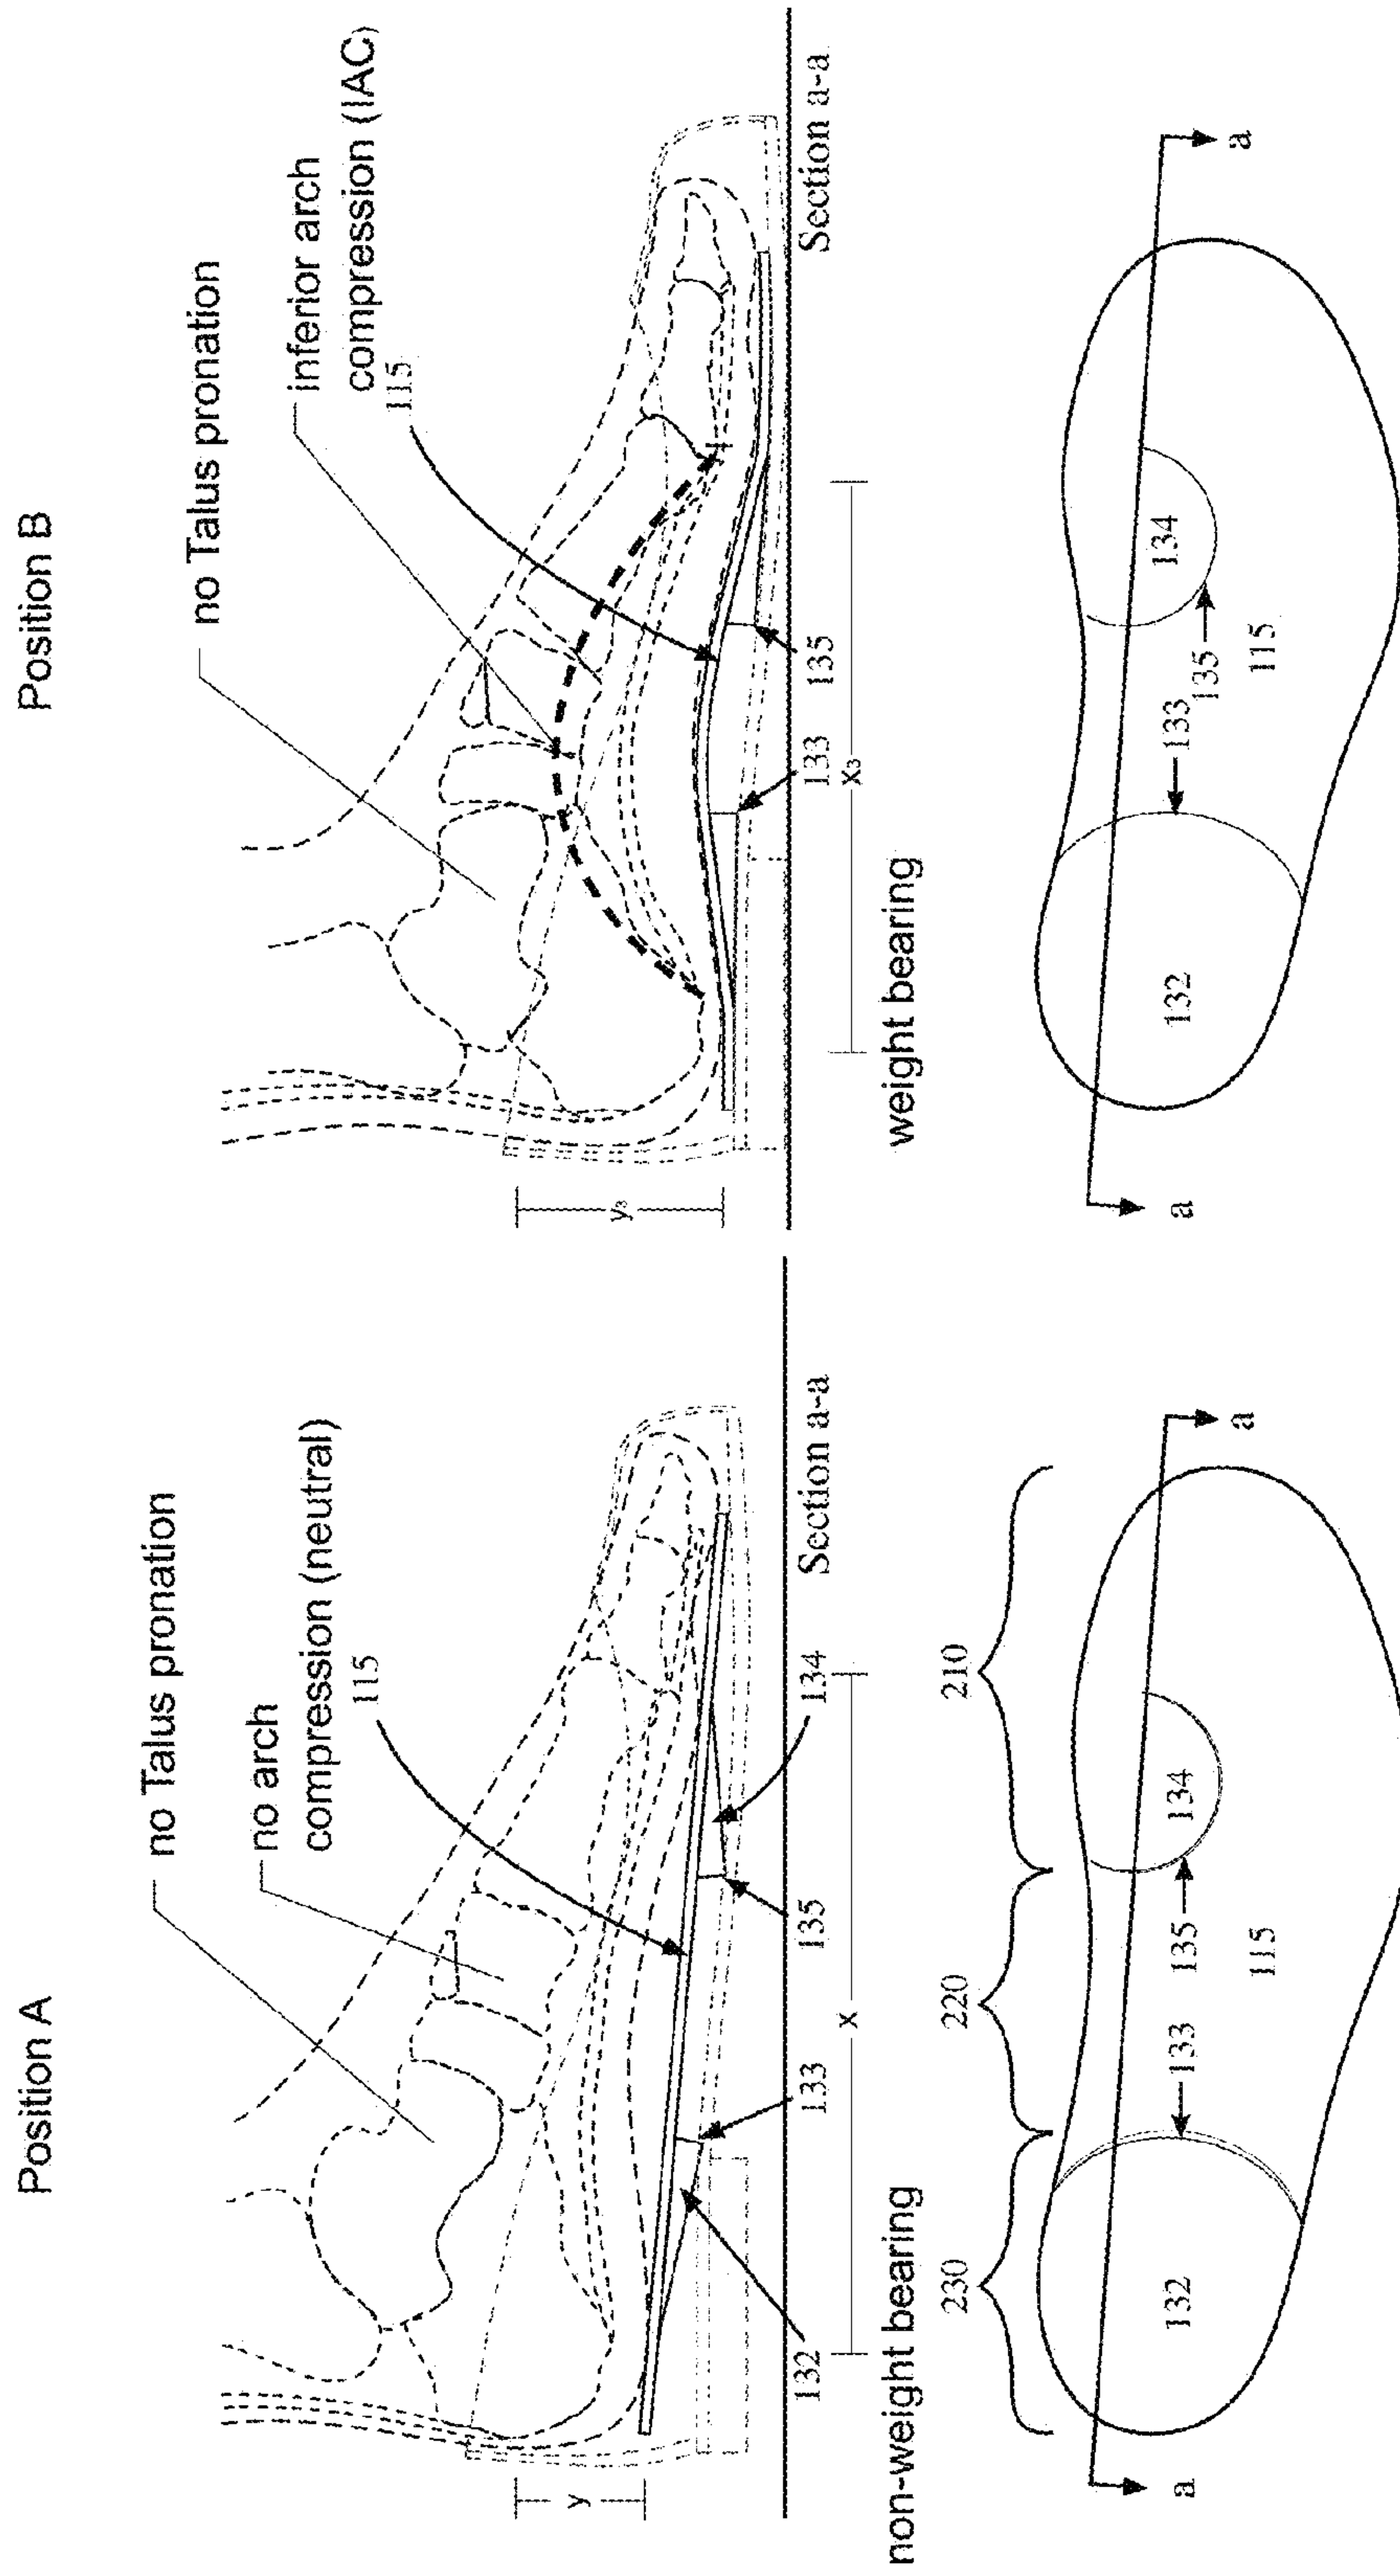 Position A
no Talus pronation
no arch
compression (neutral)
115
y
Section a-a
132
133
135
134
x
non-weight bearing
230
220
210
132
133
135
134
115
a
a
Position B
no Talus pronation
inferior arch
compression (IAC)
115
y₃
Section a-a
133
135
x₃
weight bearing
132
133
135
134
115
a
a